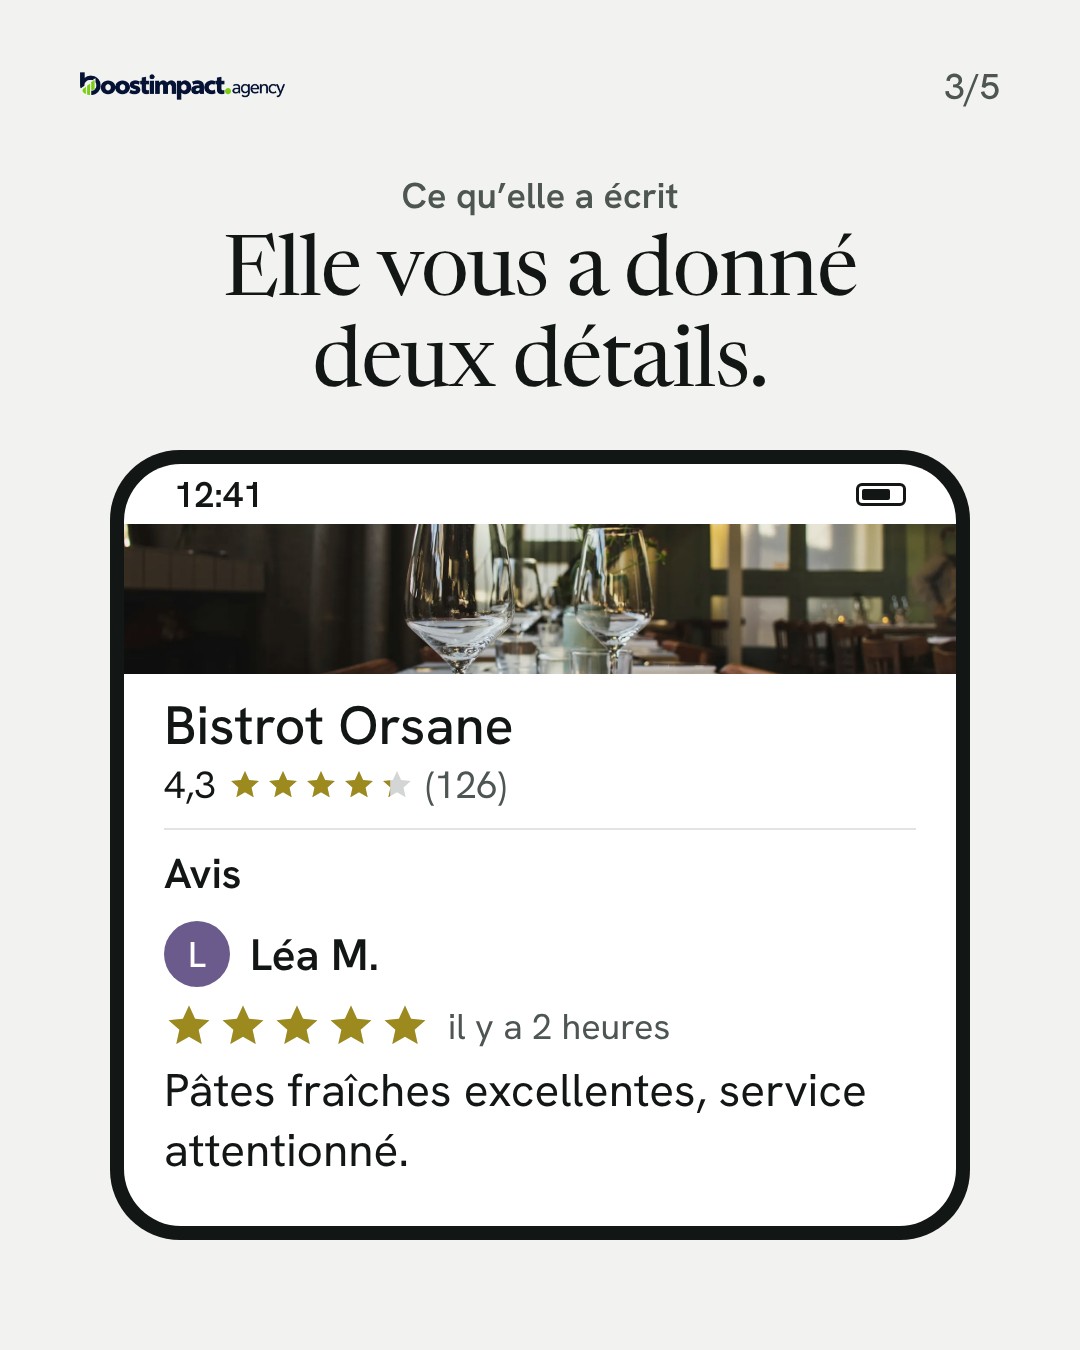 boostimpact.agency
3/5
Ce qu’elle a écrit
Elle vous a donné
deux détails.
12:41
Bistrot Orsane
4,3 (126)
Avis
L Léa M.
il y a 2 heures
Pâtes fraîches excellentes, service
attentionné.